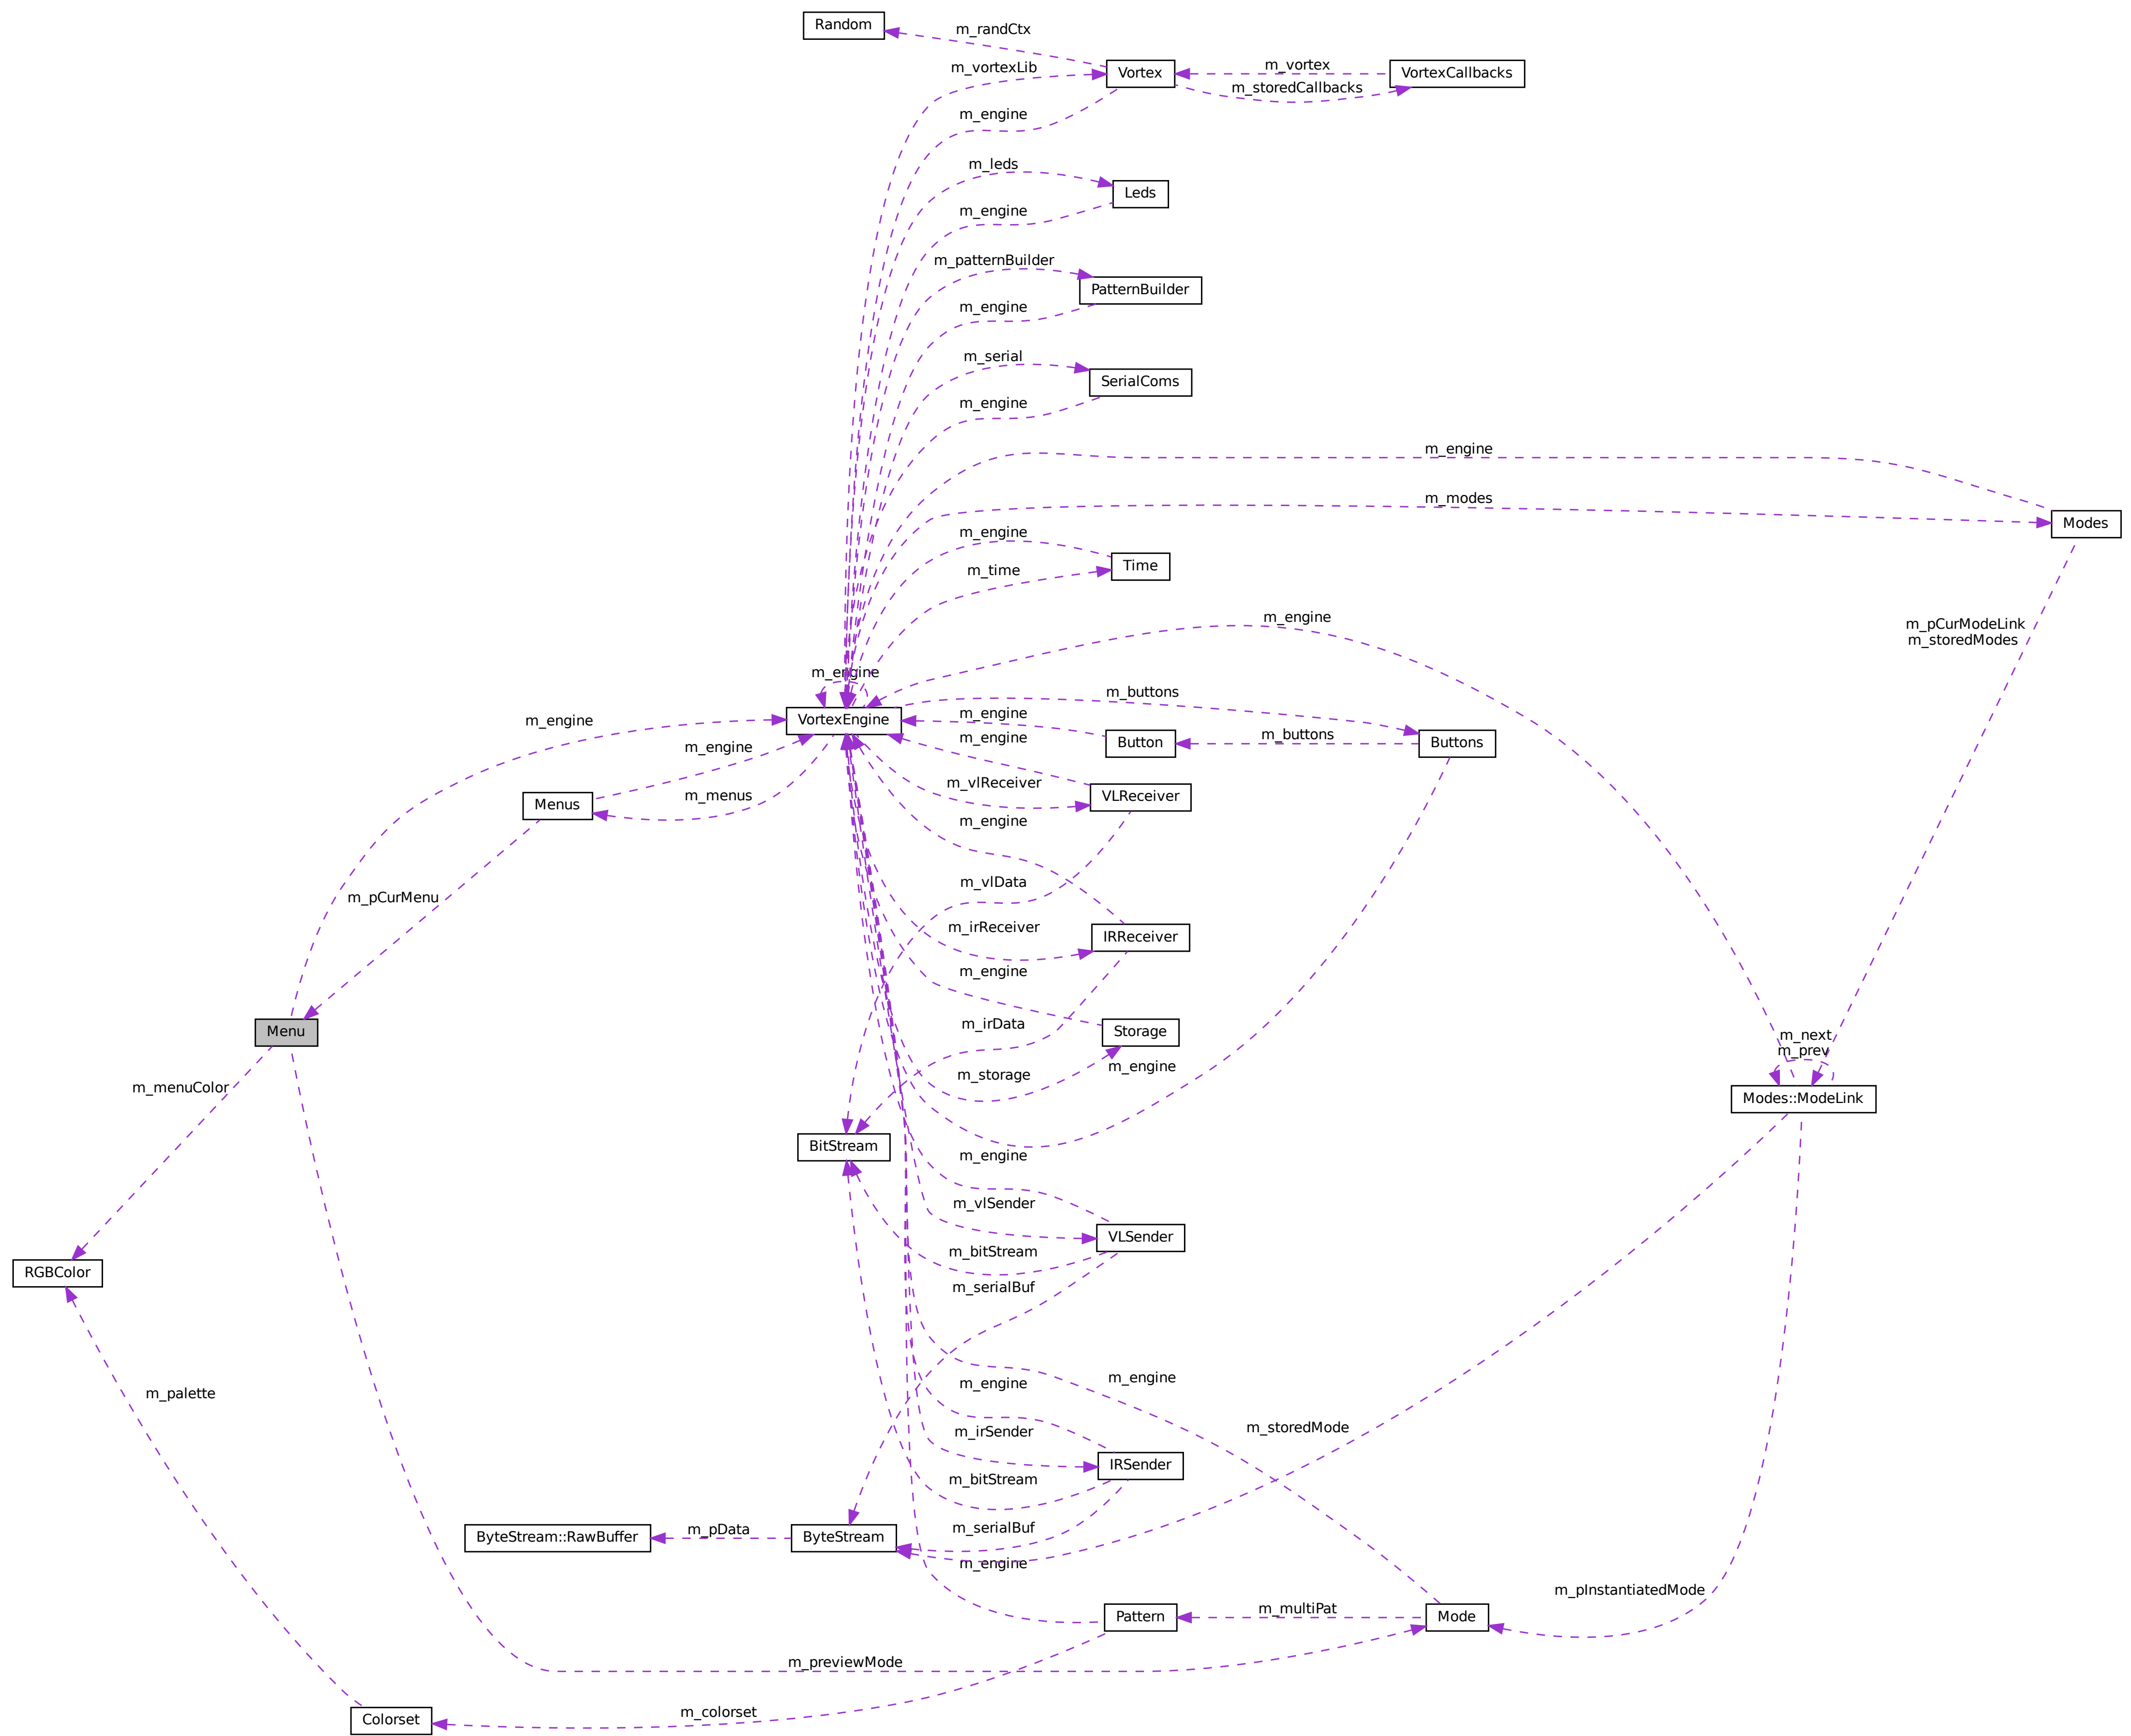 Random
m_randCtx
m_vortexLib
Vortex
m_vortex
VortexCallbacks
m_storedCallbacks
m_engine
m_leds
Leds
m_engine
m_patternBuilder
PatternBuilder
m_engine
m_serial
SerialComs
m_engine
m_engine
m_modes
Modes
m_engine
Time
m_time
m_engine
m_pCurModeLink
m_storedModes
m_engine
m_buttons
m_engine
VortexEngine
m_engine
m_engine
Button
m_buttons
Buttons
m_engine
m_engine
m_vlReceiver
VLReceiver
Menus
m_menus
m_engine
m_vlData
m_pCurMenu
m_irReceiver
IRReceiver
m_engine
m_irData
Menu
Storage
m_next
m_prev
m_storage
m_engine
m_menuColor
Modes::ModeLink
BitStream
m_engine
m_vlSender
VLSender
m_bitStream
RGBColor
m_serialBuf
m_engine
m_engine
m_palette
m_storedMode
m_irSender
IRSender
m_bitStream
m_serialBuf
m_pData
ByteStream::RawBuffer
ByteStream
m_engine
m_pInstantiatedMode
m_multiPat
Pattern
Mode
m_previewMode
m_colorset
Colorset